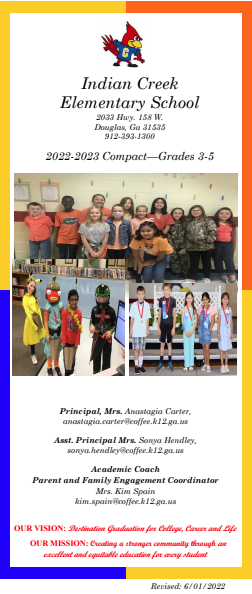 Indian Creek
Elementary School
2033 Hwy. 158 W.
Douglas, Ga 31535
912-393-1300
2022-2023 Compact—Grades 3-5
Principal, Mrs. Anastagia Carter,
anastagia.carter@coffee.k12.ga.us
Asst. Principal Mrs. Sonya Hendley,
sonya.hendley@coffee.k12.ga.us
Academic Coach
Parent and Family Engagement Coordinator
Mrs. Kim Spain
kim.spain@coffee.k12.ga.us
OUR VISION: Destination Graduation for College, Careers and Life
OUR MISSION: Creating a stronger community through an
excellent and equitable education for every student
Revised: 6/01/2022